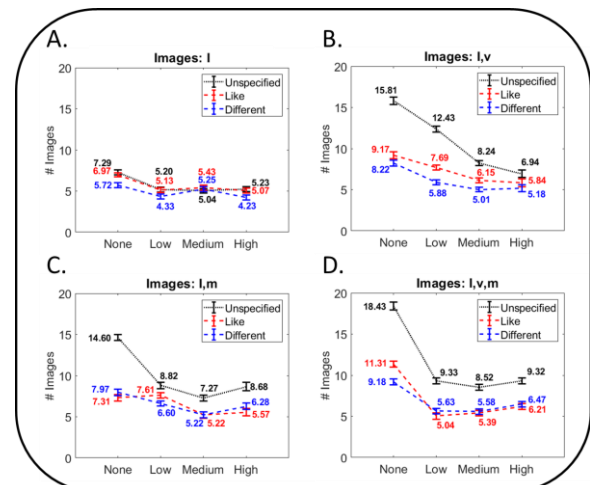 A.
Images: I
# Images
20
15
10
5
0
Unspecified
Like
Different
7.29
6.97
5.72
5.20
5.13
4.33
5.43
5.25
5.04
5.23
5.07
4.23
None Low Medium High
B.
Images: I,v
# Images
20
15
10
5
0
Unspecified
Like
Different
15.81
12.43
8.24
6.94
9.17
7.69
6.15
5.84
8.22
5.88
5.01
5.18
None Low Medium High
C.
Images: I,m
# Images
20
15
10
5
0
Unspecified
Like
Different
14.60
8.82
7.27
8.68
7.97
7.61
7.31
6.60
5.22
5.22
6.28
5.57
None Low Medium High
D.
Images: I,v,m
# Images
20
15
10
5
0
Unspecified
Like
Different
18.43
9.33
8.52
9.32
11.31
9.18
5.63
5.58
6.47
5.04
5.39
6.21
None Low Medium High